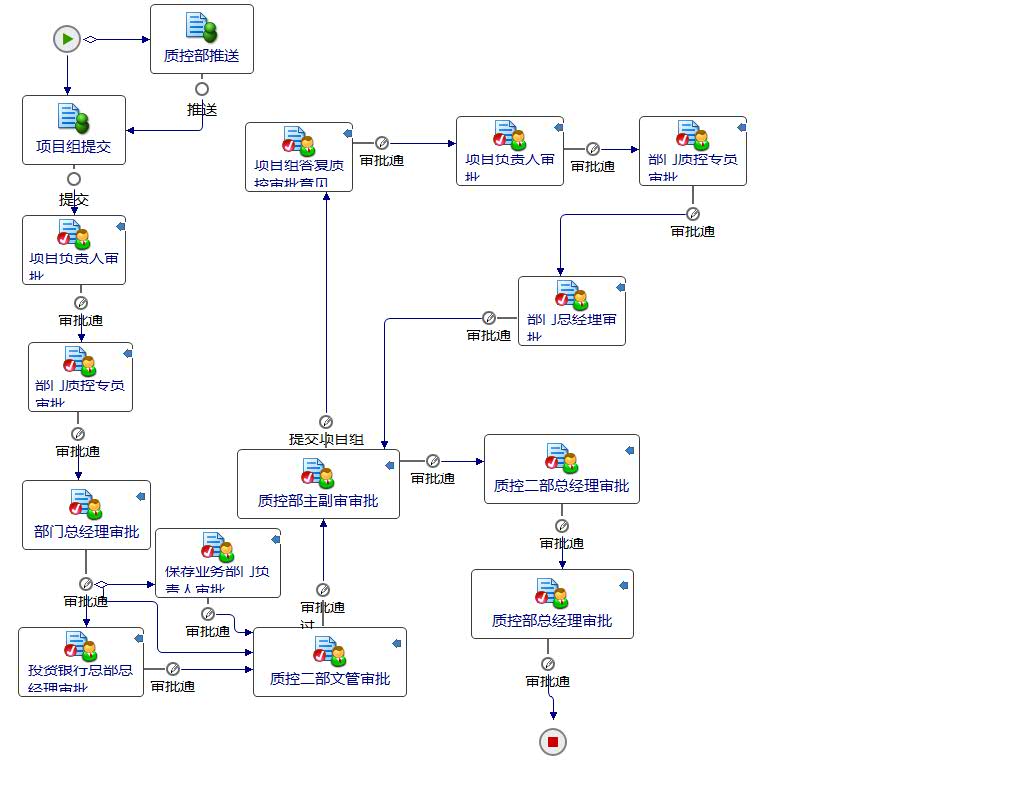 质控部推送
推送
项目组提交
提交
项目负责人审
批
审批通
部门质控专员
审批
审批通
部门总经理审批
审批通
投资银行总部总
经理审批
审批通
保荐业务部门负
责人审批
审批通
质控二部文管审批
审批通
过
质控部主副审审批
提交项目组
项目组答复质
控审批意见
审批通
项目负责人审
批
审批通
部门质控专员
审批
审批通
部门总经理审
批
审批通
审批通
质控二部总经理审批
审批通
质控部总经理审批
审批通